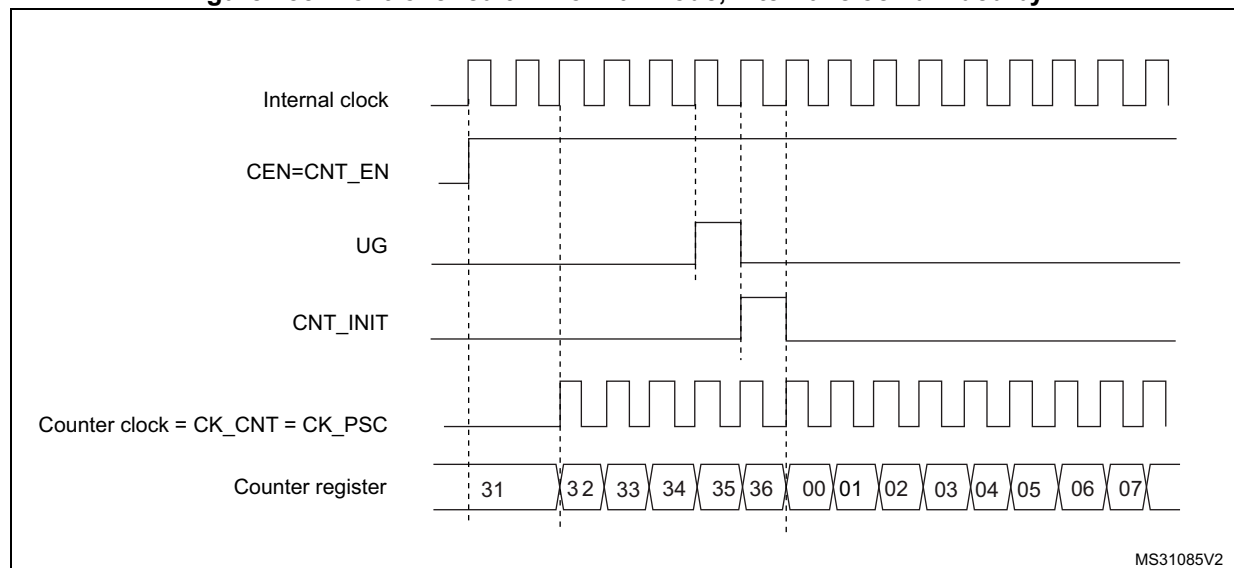 Internal clock
CEN=CNT_EN
UG
CNT_INIT
Counter clock = CK_CNT = CK_PSC
Counter register 31 32 33 34 35 36 00 01 02 03 04 05 06 07
MS31085V2